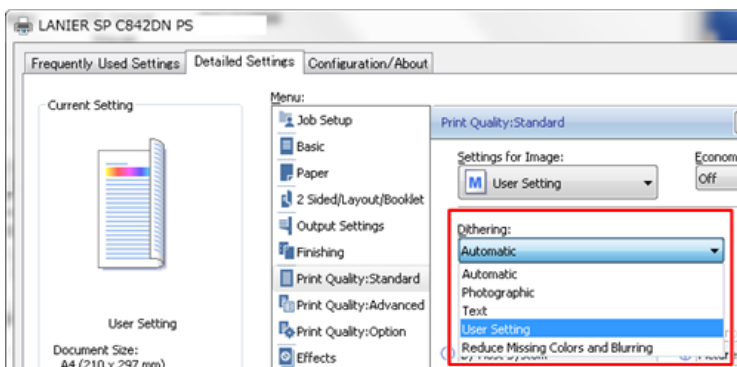 LANIER SP C842DN PS
Frequently Used Settings
Detailed Settings
Configuration/About
Current Setting
User Setting
Document Size:
A4 (210 x 297 mm)
Menu:
Job Setup
Basic
Paper
2 Sided/Layout/Booklet
Output Settings
Finishing
Print Quality:Standard
Print Quality:Advanced
Print Quality:Option
Effects
Print Quality:Standard
Settings for Image:
M User Setting
Econom
Off
Dithering:
Automatic
Automatic
Photographic
Text
User Setting
Reduce Missing Colors and Blurring